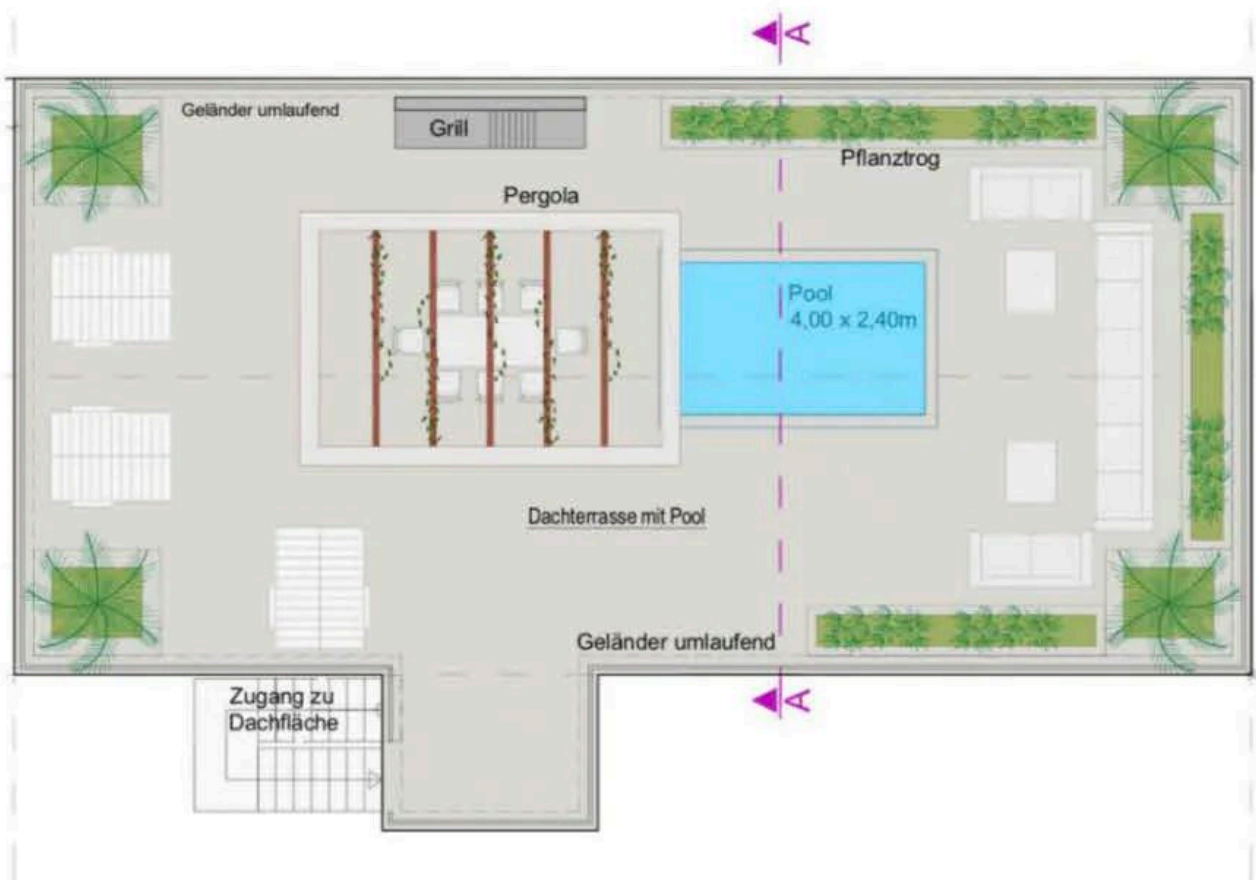 A
Geländer umlaufend
Grill
Pflanztrog
Pergola
Pool
4,00 x 2,40m
Dachterrasse mit Pool
Geländer umlaufend
Zugang zu
Dachfläche
A